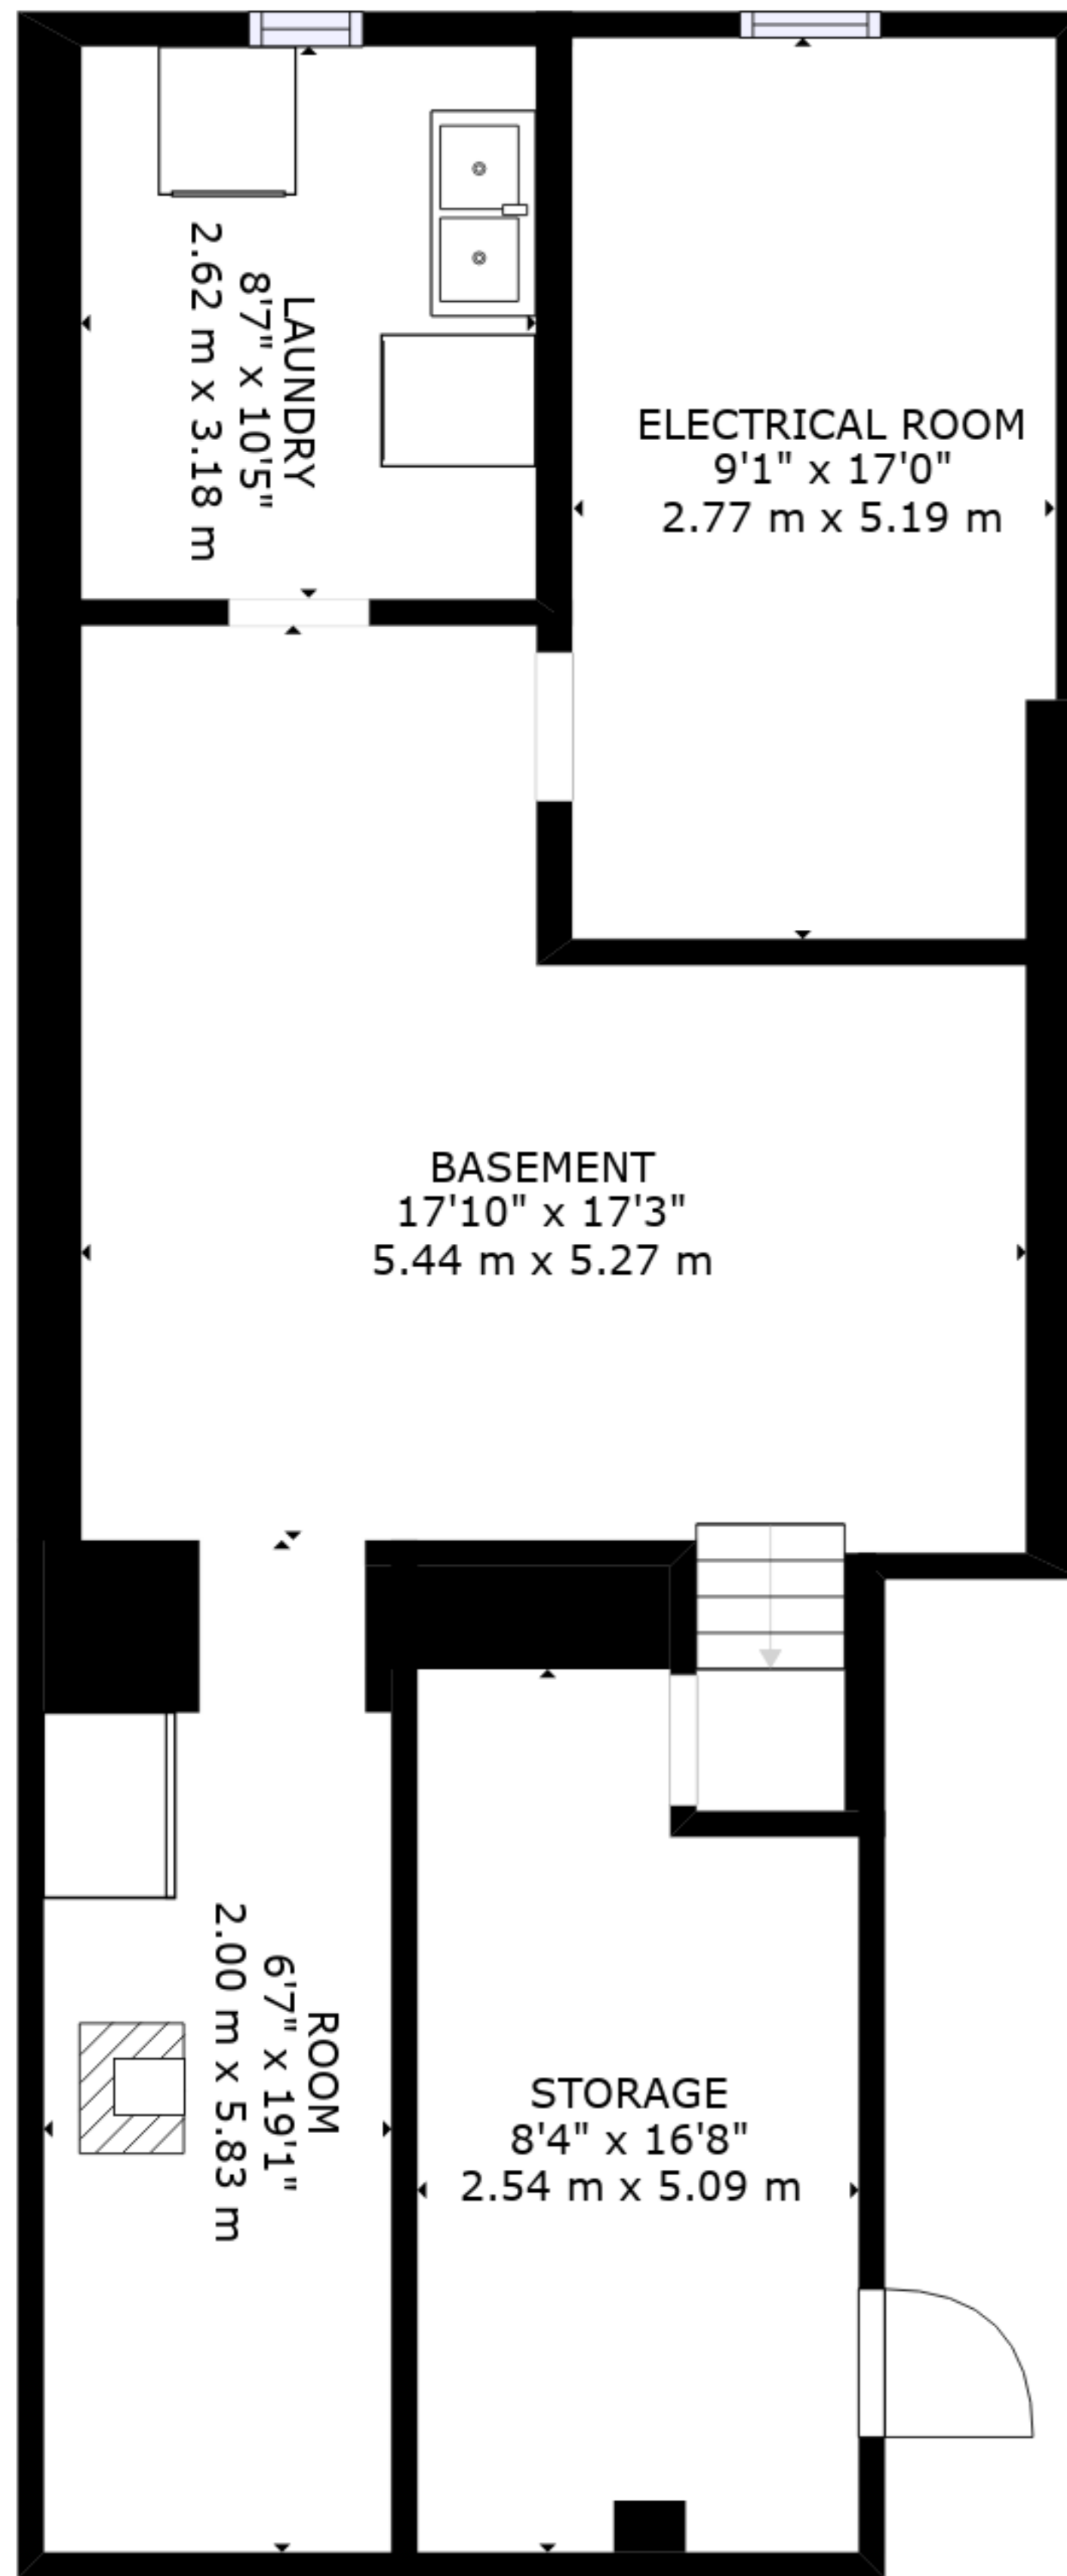 LAUNDRY
8'7" x 10'5"
2.62 m x 3.18 m
ELECTRICAL ROOM
9'1" x 17'0"
2.77 m x 5.19 m
BASEMENT
17'10" x 17'3"
5.44 m x 5.27 m
ROOM
6'7" x 19'1"
2.00 m x 5.83 m
STORAGE
8'4" x 16'8"
2.54 m x 5.09 m